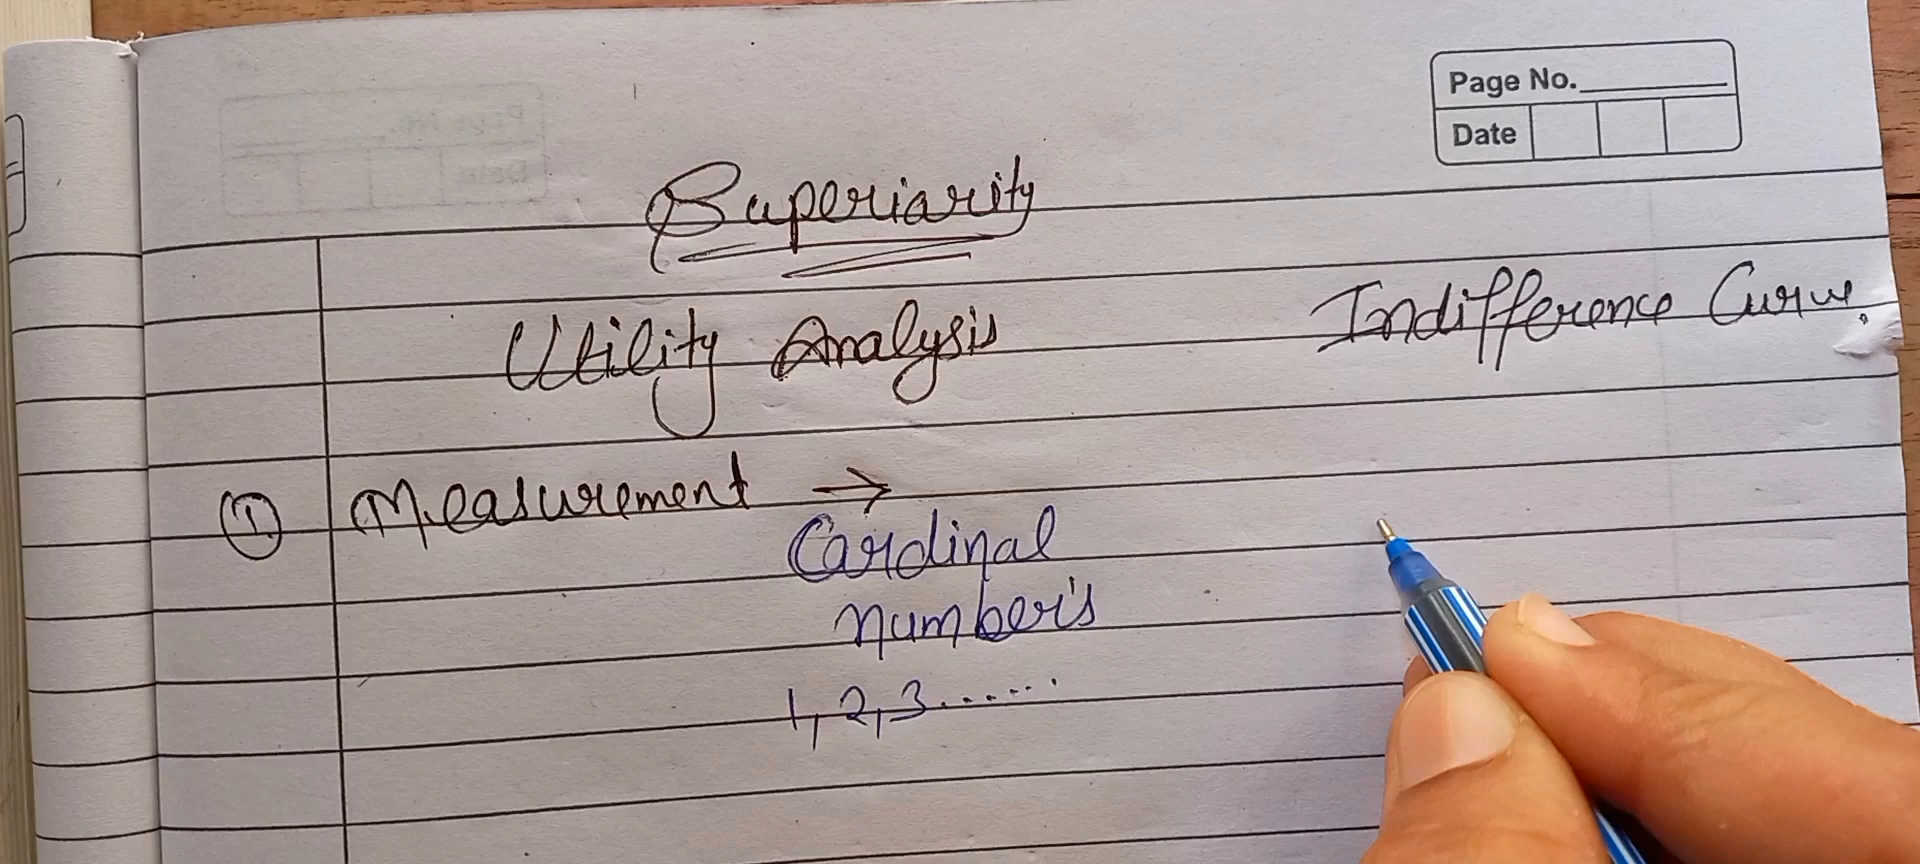 Page No.
Date
Superiarity
Utility Analysis
Indifference Curve.
① Measurement →
Cardinal
number's
1, 2, 3......